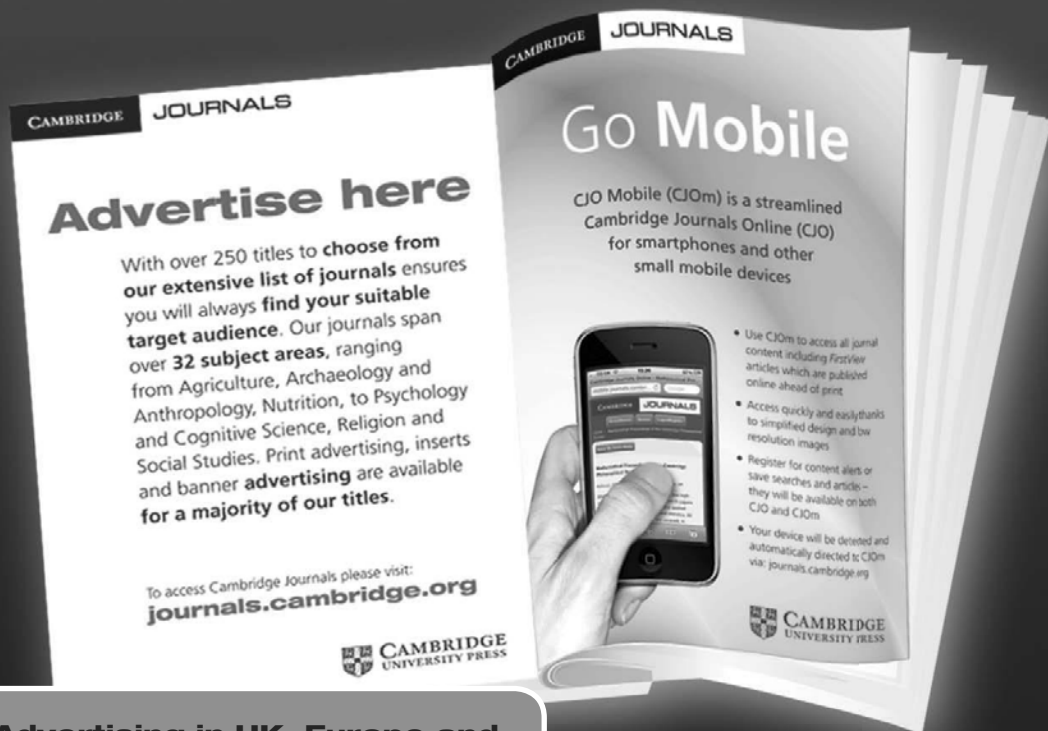 CAMBRIDGE JOURNALS
Advertise here
With over 250 titles to choose from
our extensive list of journals ensures
you will always find your suitable
target audience. Our journals span
over 32 subject areas, ranging
from Agriculture, Archaeology and
Anthropology, Nutrition, to Psychology
and Cognitive Science, Religion and
Social Studies. Print advertising, inserts
and banner advertising are available
for a majority of our titles.
To access Cambridge Journals please visit:
journals.cambridge.org
CAMBRIDGE
UNIVERSITY PRESS
CAMBRIDGE JOURNALS
Go Mobile
CJO Mobile (CJOm) is a streamlined
Cambridge Journals Online (CJO)
for smartphones and other
small mobile devices
CAMBRIDGE JOURNALS
• Use CJOm to access all journal
content including FirstView
articles which are published
online ahead of print
• Access quickly and easily thanks
to simplified design and low
resolution images
• Register for content alerts or
save searches and articles –
they will be available on both
CJO and CJOm
• Your device will be detected and
automatically directed to CJOm
via: journals.cambridge.org
CAMBRIDGE
UNIVERSITY PRESS
Advertising in UK, Europe and